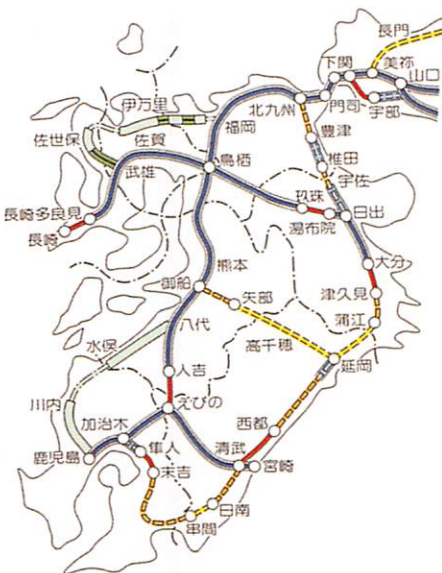 長門
下関
美祢
山口
北九州
門司
宇部
伊万里
福岡
豊津
佐世保
佐賀
椎田
鳥栖
宇佐
武雄
玖珠
日出
長崎多良見
湯布院
長崎
大分
熊本
津久見
御船
矢部
蒲江
八代
高千穂
水俣
延岡
人吉
川内
えびの
西都
加治木
隼人
清武
宮崎
鹿児島
末吉
日南
串間